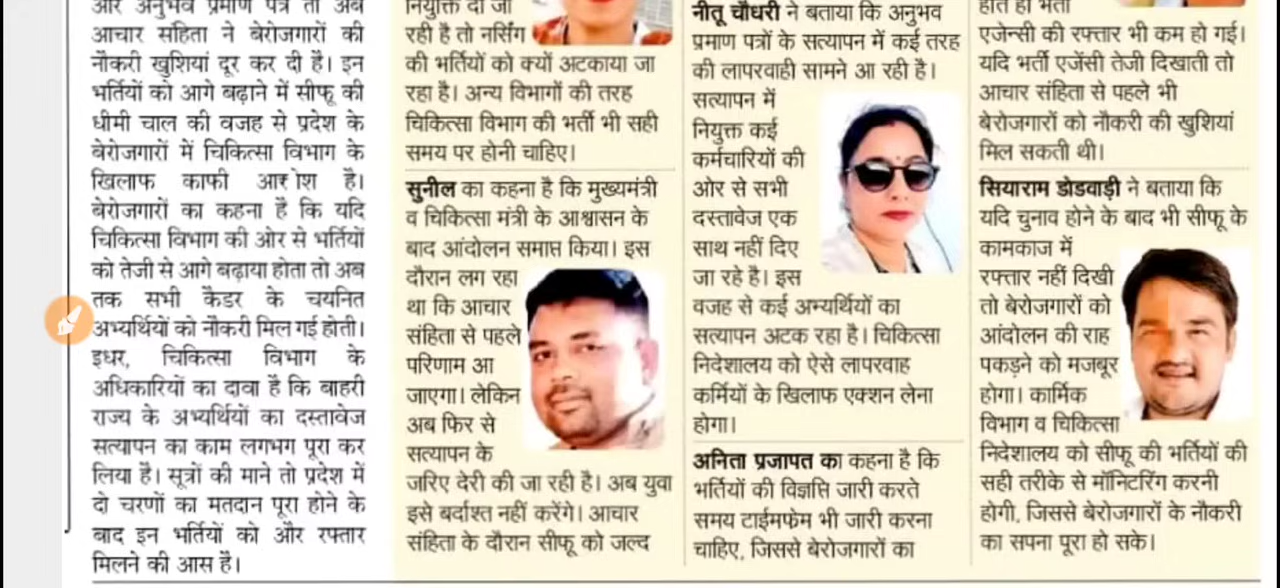 और अनुभव प्रमाण पत्र तो अब
आचार संहिता ने बेरोजगारों की
नौकरी खुशियां दूर कर दी है। इन
भर्तियों को आगे बढ़ाने में सीफू की
धीमी चाल की वजह से प्रदेश के
बेरोजगारों में चिकित्सा विभाग के
खिलाफ काफी आक्रोश है।
बेरोजगारों का कहना है कि यदि
चिकित्सा विभाग की ओर से भर्तियों
को तेजी से आगे बढ़ाया होता तो अब
तक सभी कैडर के चयनित
अभ्यर्थियों को नौकरी मिल गई होती।
इधर, चिकित्सा विभाग के
अधिकारियों का दावा है कि बाहरी
राज्य के अभ्यर्थियों का दस्तावेज
सत्यापन का काम लगभग पूरा कर
लिया है। सूत्रों की माने तो प्रदेश में
दो चरणों का मतदान पूरा होने के
बाद इन भर्तियों को और रफ्तार
मिलने की आस है।
नियुक्ति दी जा
रही है तो नर्सिंग
की भर्तियों को क्यों अटकाया जा
रहा है। अन्य विभागों की तरह
चिकित्सा विभाग की भर्ती भी सही
समय पर होनी चाहिए।
सुनील का कहना है कि मुख्यमंत्री
व चिकित्सा मंत्री के आश्वासन के
बाद आंदोलन समाप्त किया। इस
दौरान लग रहा
था कि आचार
संहिता से पहले
परिणाम आ
जाएगा। लेकिन
अब फिर से
सत्यापन के
जरिए देरी की जा रही है। अब युवा
इसे बर्दाश्त नहीं करेंगे। आचार
संहिता के दौरान सीफू को जल्द
नीतू चौधरी ने बताया कि अनुभव
प्रमाण पत्रों के सत्यापन में कई तरह
की लापरवाही सामने आ रही है।
सत्यापन में
नियुक्त कई
कर्मचारियों की
ओर से सभी
दस्तावेज एक
साथ नहीं दिए
जा रहे है। इस
वजह से कई अभ्यर्थियों का
सत्यापन अटक रहा है। चिकित्सा
निदेशालय को ऐसे लापरवाह
कर्मियों के खिलाफ एक्शन लेना
होगा।
अनिता प्रजापत का कहना है कि
भर्तियों की विज्ञप्ति जारी करते
समय टाईमफ्रेम भी जारी करना
चाहिए, जिससे बेरोजगारों का
होते ही भर्ती
एजेन्सी की रफ्तार भी कम हो गई।
यदि भर्ती एजेंसी तेजी दिखाती तो
आचार संहिता से पहले भी
बेरोजगारों को नौकरी की खुशियां
मिल सकती थी।
सियाराम डोडवाड़ी ने बताया कि
यदि चुनाव होने के बाद भी सीफू के
कामकाज में
रफ्तार नहीं दिखी
तो बेरोजगारों को
आंदोलन की राह
पकड़ने को मजबूर
होगा। कार्मिक
विभाग व चिकित्सा
निदेशालय को सीफू की भर्तियों की
सही तरीके से मॉनिटरिंग करनी
होगी, जिससे बेरोजगारों के नौकरी
का सपना पूरा हो सके।